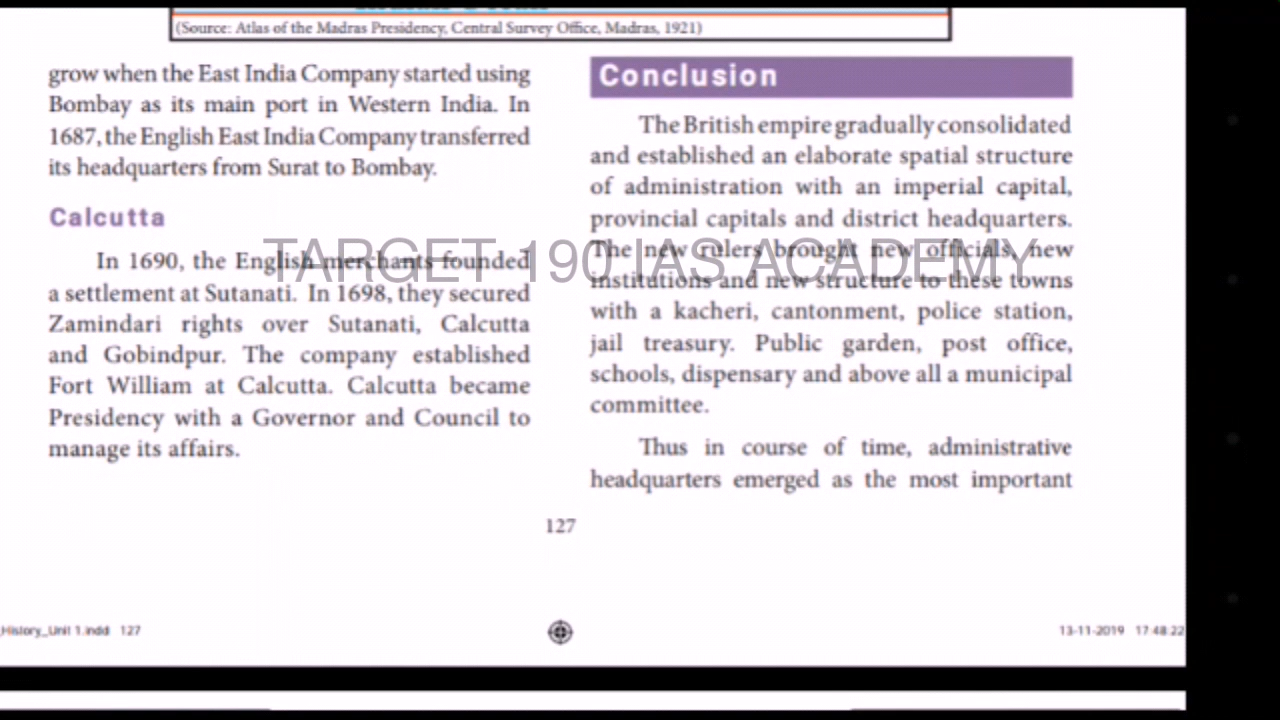 (Source: Atlas of the Madras Presidency, Central Survey Office, Madras, 1921)
grow when the East India Company started using
Bombay as its main port in Western India. In
1687, the English East India Company transferred
its headquarters from Surat to Bombay.
Calcutta
In 1690, the English merchants founded
a settlement at Sutanati. In 1698, they secured
Zamindari rights over Sutanati, Calcutta
and Gobindpur. The company established
Fort William at Calcutta. Calcutta became
Presidency with a Governor and Council to
manage its affairs.
Conclusion
The British empire gradually consolidated
and established an elaborate spatial structure
of administration with an imperial capital,
provincial capitals and district headquarters.
The new rulers brought new officials, new
institutions and new structure to these towns
with a kacheri, cantonment, police station,
jail treasury. Public garden, post office,
schools, dispensary and above all a municipal
committee.
Thus in course of time, administrative
headquarters emerged as the most important
TARGET 190 IAS ACADEMY
127
_History_Unit 1.indd 127
13-11-2019 17:48:22